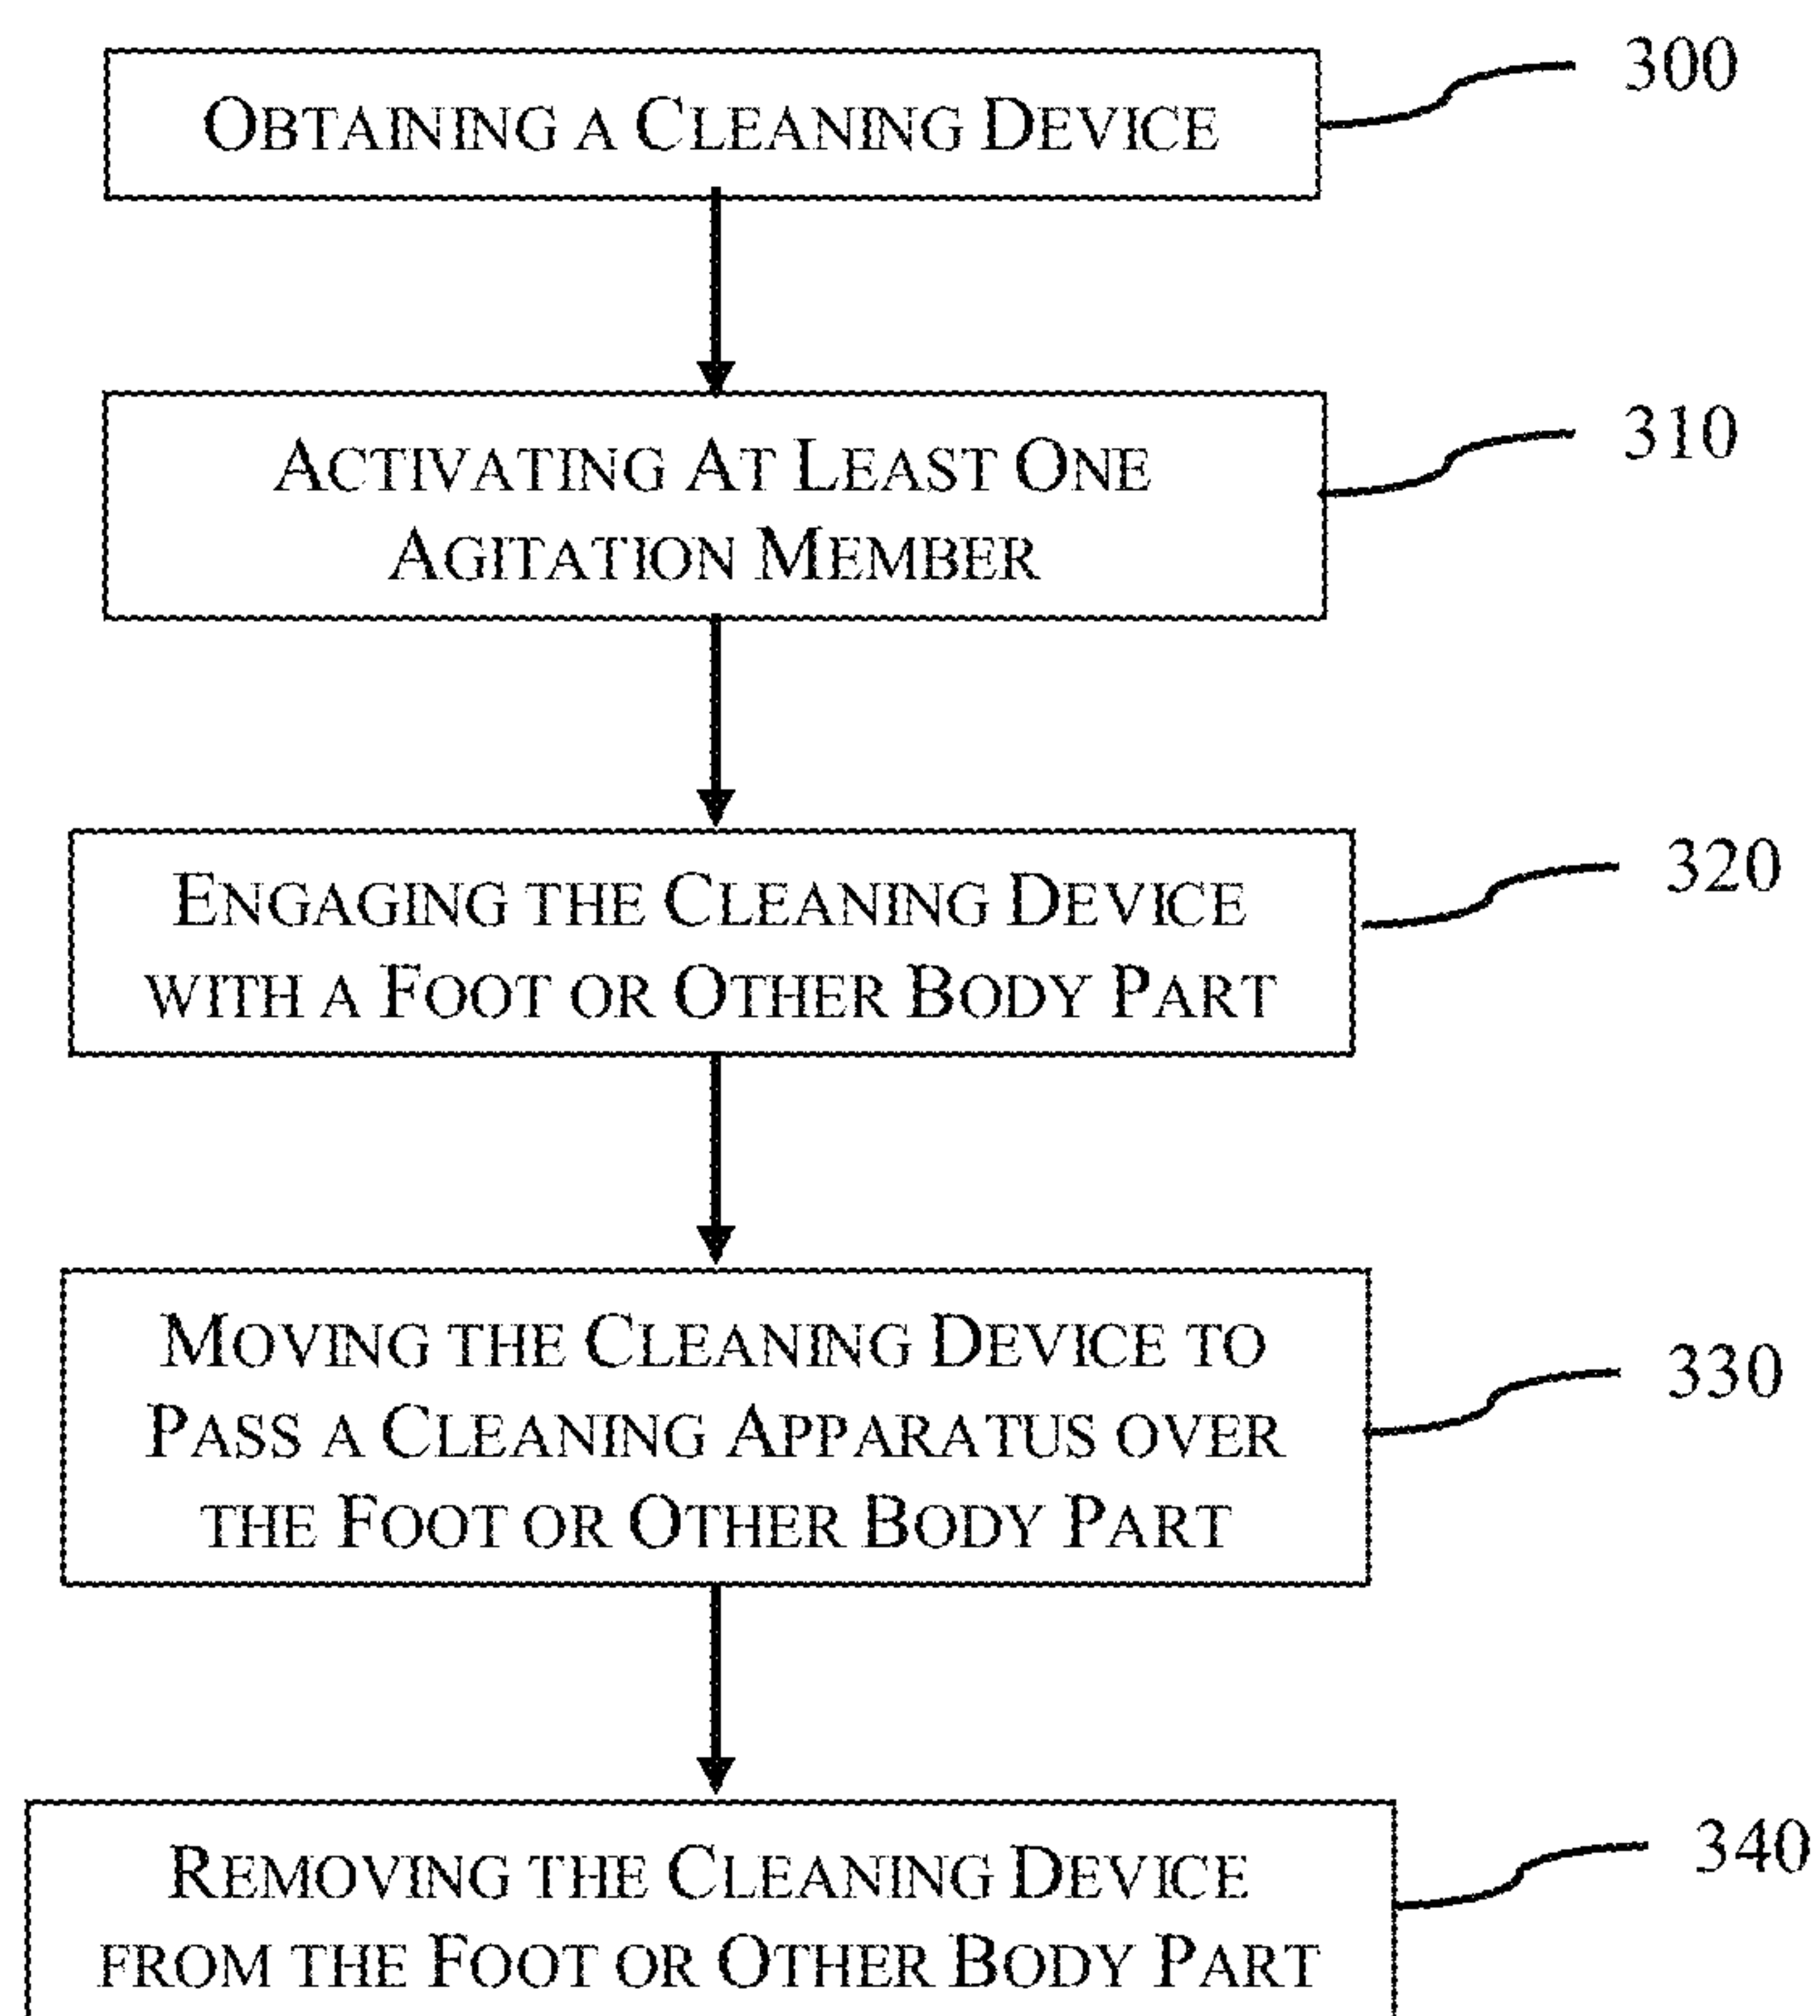 OBTAINING A CLEANING DEVICE
300
ACTIVATING AT LEAST ONE
AGITATION MEMBER
310
ENGAGING THE CLEANING DEVICE
WITH A FOOT OR OTHER BODY PART
320
MOVING THE CLEANING DEVICE TO
PASS A CLEANING APPARATUS OVER
THE FOOT OR OTHER BODY PART
330
REMOVING THE CLEANING DEVICE
FROM THE FOOT OR OTHER BODY PART
340